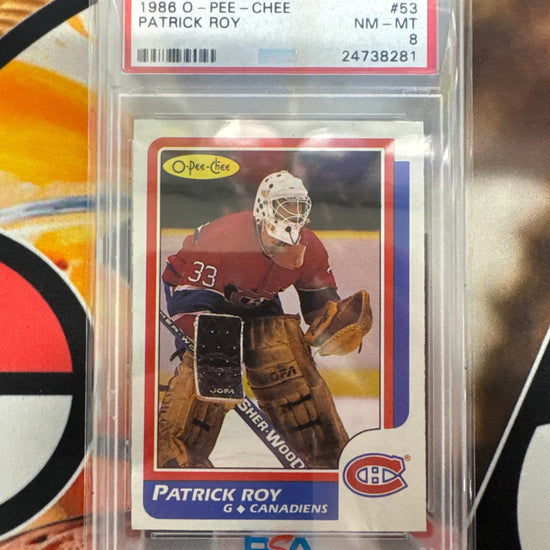 1986 O - PEE - CHEE #53
PATRICK ROY NM - MT
8
24738281
O-Pee-Chee
33
JOFA
SHER-WOOD
PATRICK ROY
G ◆ CANADIENS
PSA